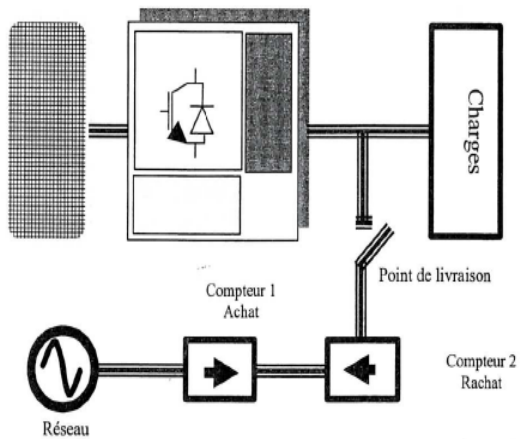 Charges
Point de livraison
Compteur 1
Achat
Compteur 2
Rachat
Réseau